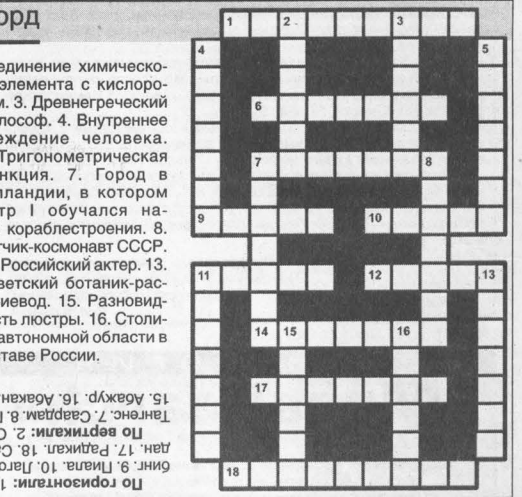 орд
единение химическо-
элемента с кислоро-
м. 3. Древнегреческий
лософ. 4. Внутреннее
еждение человека.
Тригонометрическая
нкция. 7. Город в
лландии, в котором
тр I обучался на-
кораблестроения. 8.
тчик-космонавт СССР.
Российский актер. 13.
ветский ботаник-рас-
иевод. 15. Разновид-
сть люстры. 16. Столи-
автономной области в
ставе России.
По горизонтали: 1
бинг. 9. Пиала. 10. Лаго
дан. 17. Радикал. 18. С
По вертикали: 2. О
Тангенс. 7. Саардам. 8.
15. Абажур. 16. Абакан
1 2 3
4 5
6
7 8
9 10
11 12 13
14 15 16
17
18